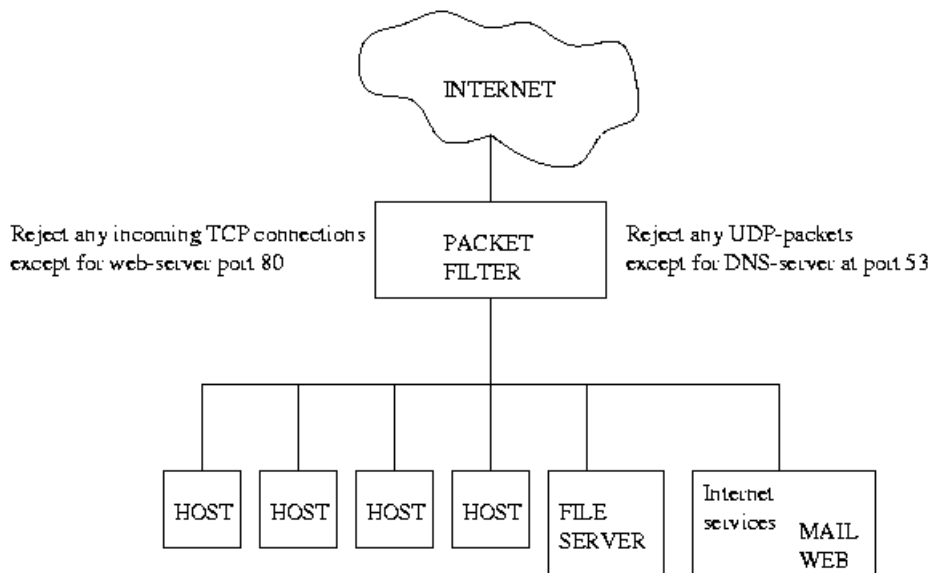 INTERNET
Reject any incoming TCP connections
except for web-server port 80
PACKET
FILTER
Reject any UDP-packets
except for DNS-server at port 53
HOST
HOST
HOST
HOST
FILE
SERVER
Internet
services
MAIL
WEB